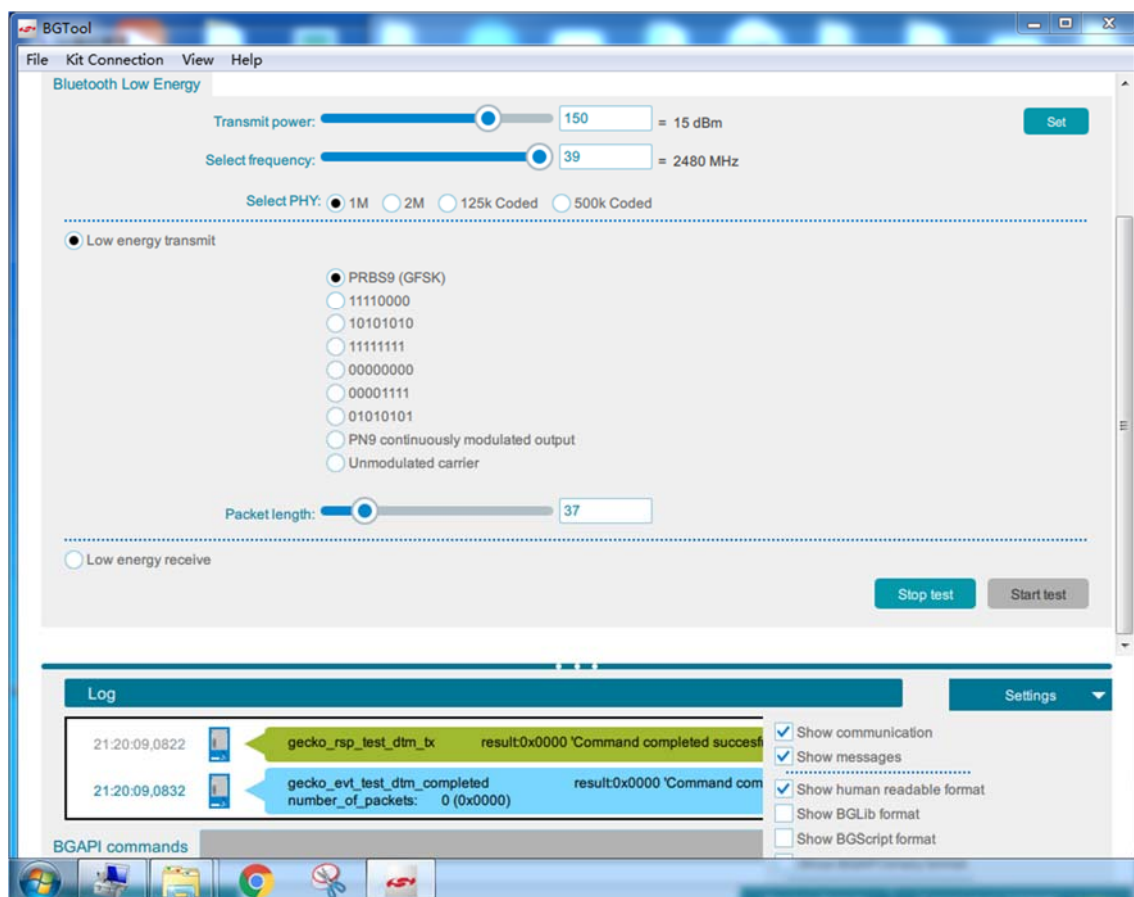 BGTool
File Kit Connection View Help
Bluetooth Low Energy
Transmit power: 150 = 15 dBm Set
Select frequency: 39 = 2480 MHz
Select PHY: 1M 2M 125k Coded 500k Coded
Low energy transmit
PRBS9 (GFSK)
11110000
10101010
11111111
00000000
00001111
01010101
PN9 continuously modulated output
Unmodulated carrier
Packet length: 37
Low energy receive
Stop test Start test
Log Settings
21:20:09,0822 gecko_rsp_test_dtm_tx result:0x0000 'Command completed succesf
21:20:09,0832 gecko_evt_test_dtm_completed result:0x0000 'Command com
number_of_packets: 0 (0x0000)
Show communication
Show messages
Show human readable format
Show BGLib format
Show BGScript format
BGAPI commands